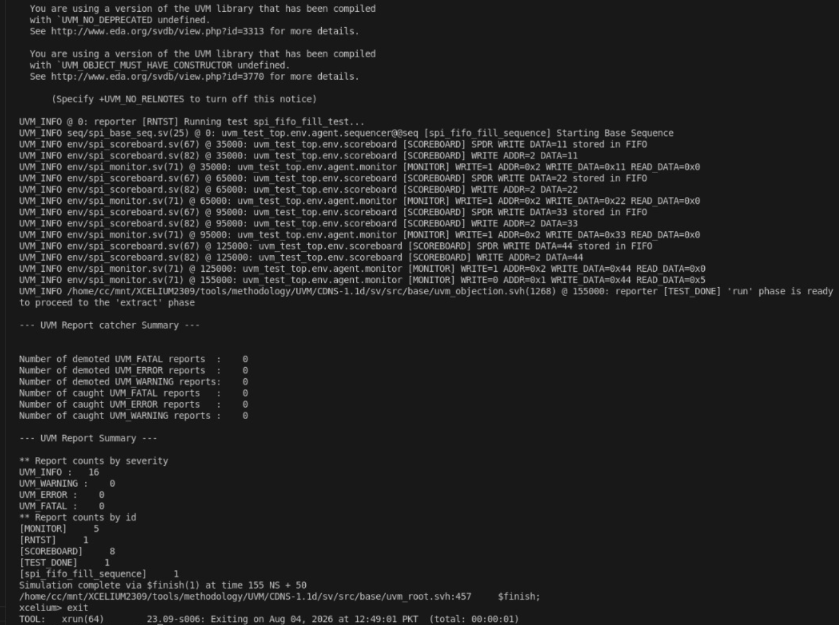 You are using a version of the UVM library that has been compiled
with `UVM_NO_DEPRECATED undefined.
See http://www.eda.org/svdb/view.php?id=3313 for more details.
You are using a version of the UVM library that has been compiled
with `UVM_OBJECT_MUST_HAVE_CONSTRUCTOR undefined.
See http://www.eda.org/svdb/view.php?id=3770 for more details.
(Specify +UVM_NO_RELNOTES to turn off this notice)
UVM_INFO @ 0: reporter [RNTST] Running test spi_fifo_fill_test...
UVM_INFO seq/spi_base_seq.sv(25) @ 0: uvm_test_top.env.agent.sequencer@@seq [spi_fifo_fill_sequence] Starting Base Sequence
UVM_INFO env/spi_scoreboard.sv(67) @ 35000: uvm_test_top.env.scoreboard [SCOREBOARD] SPDR WRITE DATA=11 stored in FIFO
UVM_INFO env/spi_scoreboard.sv(82) @ 35000: uvm_test_top.env.scoreboard [SCOREBOARD] WRITE ADDR=2 DATA=11
UVM_INFO env/spi_monitor.sv(71) @ 35000: uvm_test_top.env.agent.monitor [MONITOR] WRITE=1 ADDR=0x2 WRITE_DATA=0x11 READ_DATA=0x0
UVM_INFO env/spi_scoreboard.sv(67) @ 65000: uvm_test_top.env.scoreboard [SCOREBOARD] SPDR WRITE DATA=22 stored in FIFO
UVM_INFO env/spi_scoreboard.sv(82) @ 65000: uvm_test_top.env.scoreboard [SCOREBOARD] WRITE ADDR=2 DATA=22
UVM_INFO env/spi_monitor.sv(71) @ 65000: uvm_test_top.env.agent.monitor [MONITOR] WRITE=1 ADDR=0x2 WRITE_DATA=0x22 READ_DATA=0x0
UVM_INFO env/spi_scoreboard.sv(67) @ 95000: uvm_test_top.env.scoreboard [SCOREBOARD] SPDR WRITE DATA=33 stored in FIFO
UVM_INFO env/spi_scoreboard.sv(82) @ 95000: uvm_test_top.env.scoreboard [SCOREBOARD] WRITE ADDR=2 DATA=33
UVM_INFO env/spi_monitor.sv(71) @ 95000: uvm_test_top.env.agent.monitor [MONITOR] WRITE=1 ADDR=0x2 WRITE_DATA=0x33 READ_DATA=0x0
UVM_INFO env/spi_scoreboard.sv(67) @ 125000: uvm_test_top.env.scoreboard [SCOREBOARD] SPDR WRITE DATA=44 stored in FIFO
UVM_INFO env/spi_scoreboard.sv(82) @ 125000: uvm_test_top.env.scoreboard [SCOREBOARD] WRITE ADDR=2 DATA=44
UVM_INFO env/spi_monitor.sv(71) @ 125000: uvm_test_top.env.agent.monitor [MONITOR] WRITE=1 ADDR=0x2 WRITE_DATA=0x44 READ_DATA=0x0
UVM_INFO env/spi_monitor.sv(71) @ 155000: uvm_test_top.env.agent.monitor [MONITOR] WRITE=0 ADDR=0x1 WRITE_DATA=0x44 READ_DATA=0x5
UVM_INFO /home/cc/mnt/XCELIUM2309/tools/methodology/UVM/CDNS-1.1d/sv/src/base/uvm_objection.svh(1268) @ 155000: reporter [TEST_DONE] 'run' phase is ready
to proceed to the 'extract' phase
--- UVM Report catcher Summary ---
Number of demoted UVM_FATAL reports  :    0
Number of demoted UVM_ERROR reports  :    0
Number of demoted UVM_WARNING reports:    0
Number of caught UVM_FATAL reports   :    0
Number of caught UVM_ERROR reports   :    0
Number of caught UVM_WARNING reports :    0
--- UVM Report Summary ---
** Report counts by severity
UVM_INFO :   16
UVM_WARNING :    0
UVM_ERROR :    0
UVM_FATAL :    0
** Report counts by id
[MONITOR]     5
[RNTST]     1
[SCOREBOARD]     8
[TEST_DONE]     1
[spi_fifo_fill_sequence]     1
Simulation complete via $finish(1) at time 155 NS + 50
/home/cc/mnt/XCELIUM2309/tools/methodology/UVM/CDNS-1.1d/sv/src/base/uvm_root.svh:457     $finish;
xcelium> exit
TOOL:   xrun(64)        23.09-s006: Exiting on Aug 04, 2026 at 12:49:01 PKT  (total: 00:00:01)